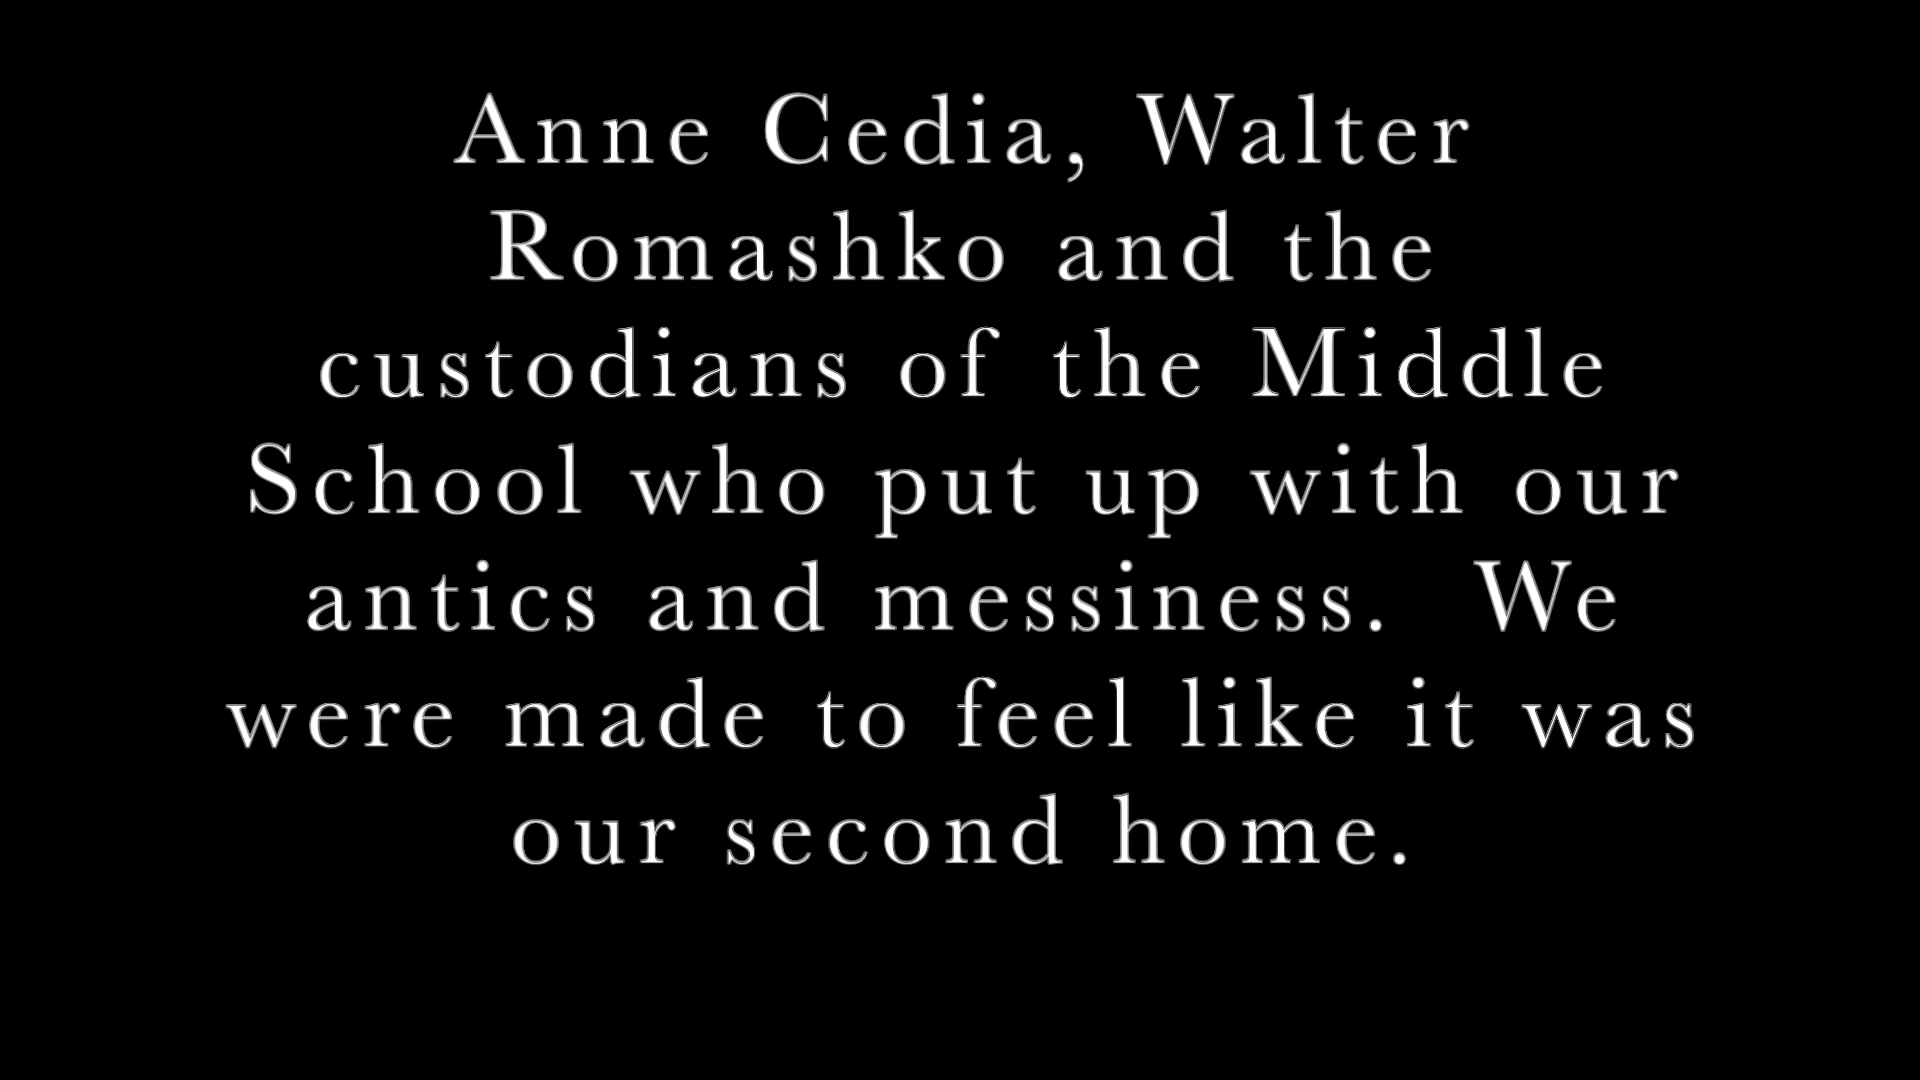 Anne Cedia, Walter
Romashko and the
custodians of the Middle
School who put up with our
antics and messiness.  We
were made to feel like it was
our second home.